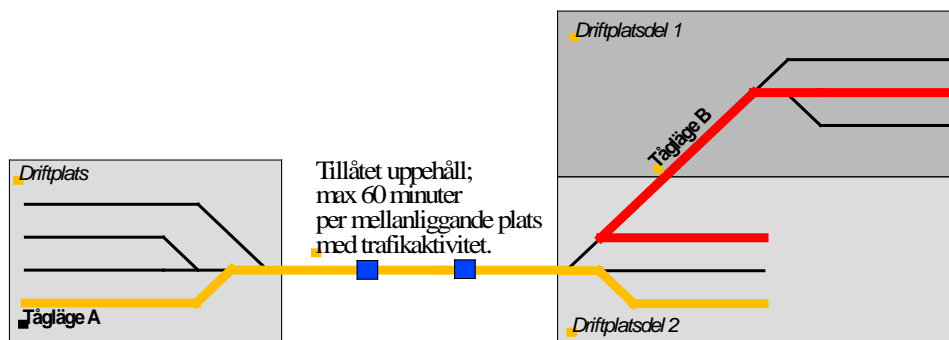 Driftplatsdel 1
Tågläge B
Driftplats
Tillåtet uppehåll;
max 60 minuter
per mellanliggande plats
med trafikaktivitet.
Tågläge A
Driftplatsdel 2